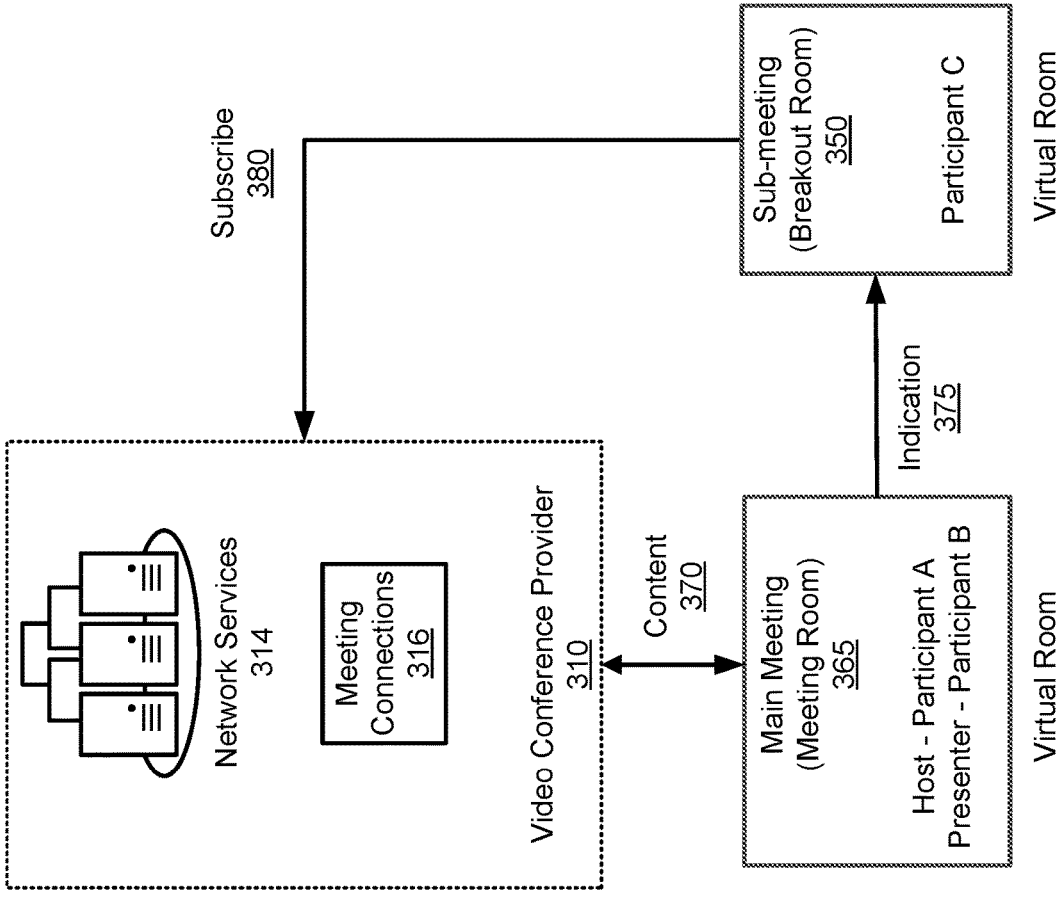 Network Services
314
Meeting
Connections
316
Video Conference Provider
310
Subscribe
380
Content
370
Main Meeting
(Meeting Room)
365
Host - Participant A
Presenter - Participant B
Virtual Room
Indication
375
Sub-meeting
(Breakout Room)
350
Participant C
Virtual Room